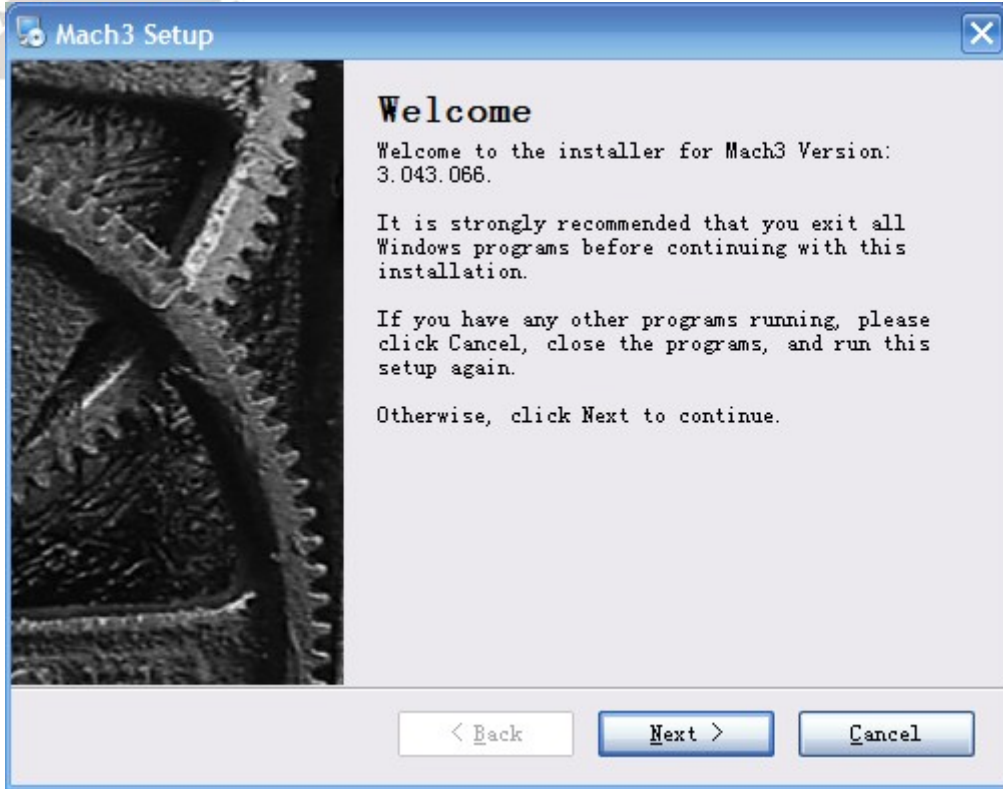 Mach3 Setup
Welcome
Welcome to the installer for Mach3 Version:
3.043.066.
It is strongly recommended that you exit all
Windows programs before continuing with this
installation.
If you have any other programs running, please
click Cancel, close the programs, and run this
setup again.
Otherwise, click Next to continue.
< Back
Next >
Cancel